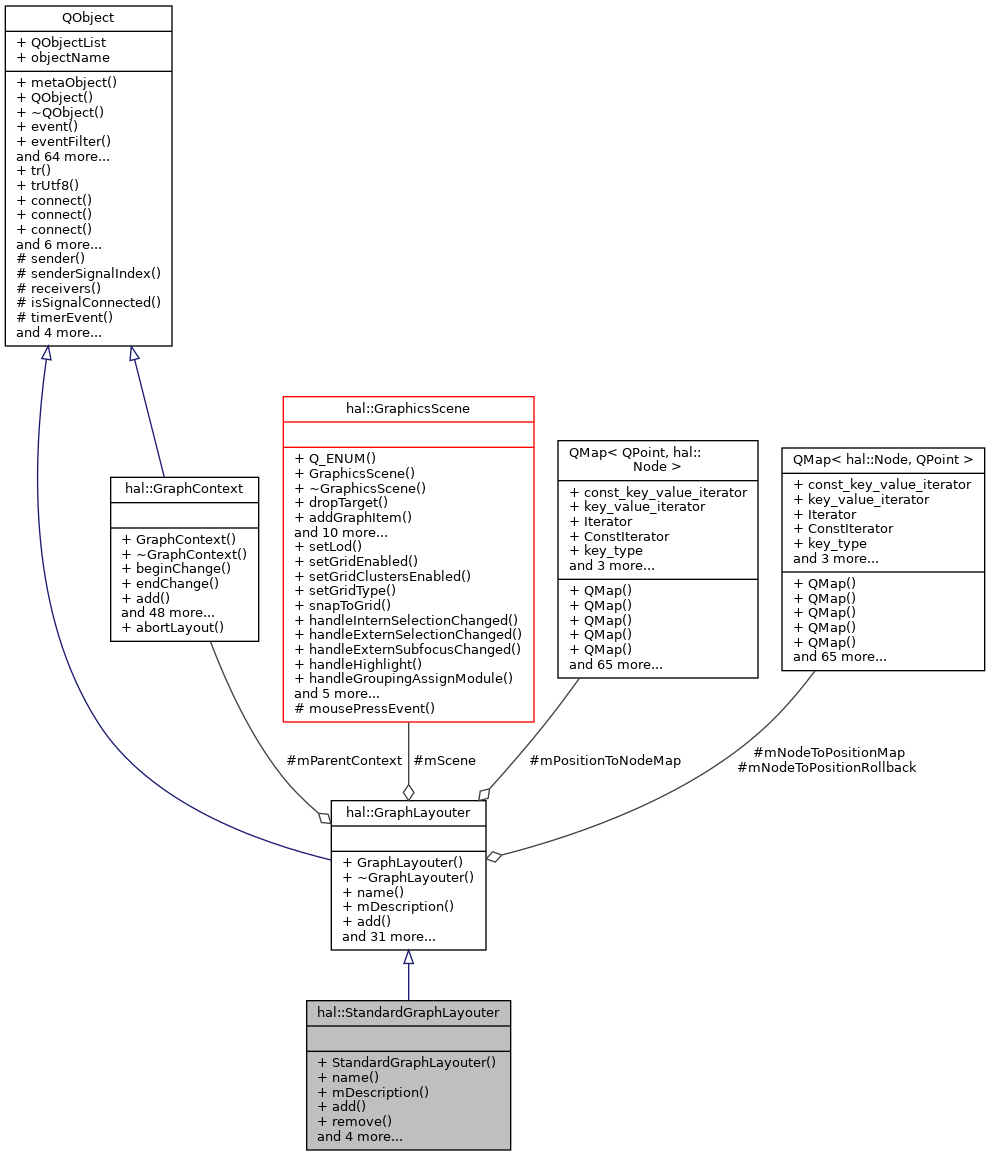 QObject
+ QObjectList
+ objectName
+ metaObject()
+ QObject()
+ ~QObject()
+ event()
+ eventFilter()
and 64 more...
+ tr()
+ trUtf8()
+ connect()
+ connect()
+ connect()
and 6 more...
# sender()
# senderSignalIndex()
# receivers()
# isSignalConnected()
# timerEvent()
and 4 more...
hal::GraphContext
+ GraphContext()
+ ~GraphContext()
+ beginChange()
+ endChange()
+ add()
and 48 more...
+ abortLayout()
hal::GraphicsScene
+ Q_ENUM()
+ GraphicsScene()
+ ~GraphicsScene()
+ dropTarget()
+ addGraphItem()
and 10 more...
+ setLod()
+ setGridEnabled()
+ setGridClustersEnabled()
+ setGridType()
+ snapToGrid()
+ handleInternSelectionChanged()
+ handleExternSelectionChanged()
+ handleExternSubfocusChanged()
+ handleHighlight()
+ handleGroupingAssignModule()
and 5 more...
# mousePressEvent()
QMap< QPoint, hal::
Node >
+ const_key_value_iterator
+ key_value_iterator
+ Iterator
+ ConstIterator
+ key_type
and 3 more...
+ QMap()
+ QMap()
+ QMap()
+ QMap()
+ QMap()
and 65 more...
QMap< hal::Node, QPoint >
+ const_key_value_iterator
+ key_value_iterator
+ Iterator
+ ConstIterator
+ key_type
and 3 more...
+ QMap()
+ QMap()
+ QMap()
+ QMap()
+ QMap()
and 65 more...
#mParentContext
#mScene
#mPositionToNodeMap
#mNodeToPositionMap
#mNodeToPositionRollback
hal::GraphLayouter
+ GraphLayouter()
+ ~GraphLayouter()
+ name()
+ mDescription()
+ add()
and 31 more...
hal::StandardGraphLayouter
+ StandardGraphLayouter()
+ name()
+ mDescription()
+ add()
+ remove()
and 4 more...